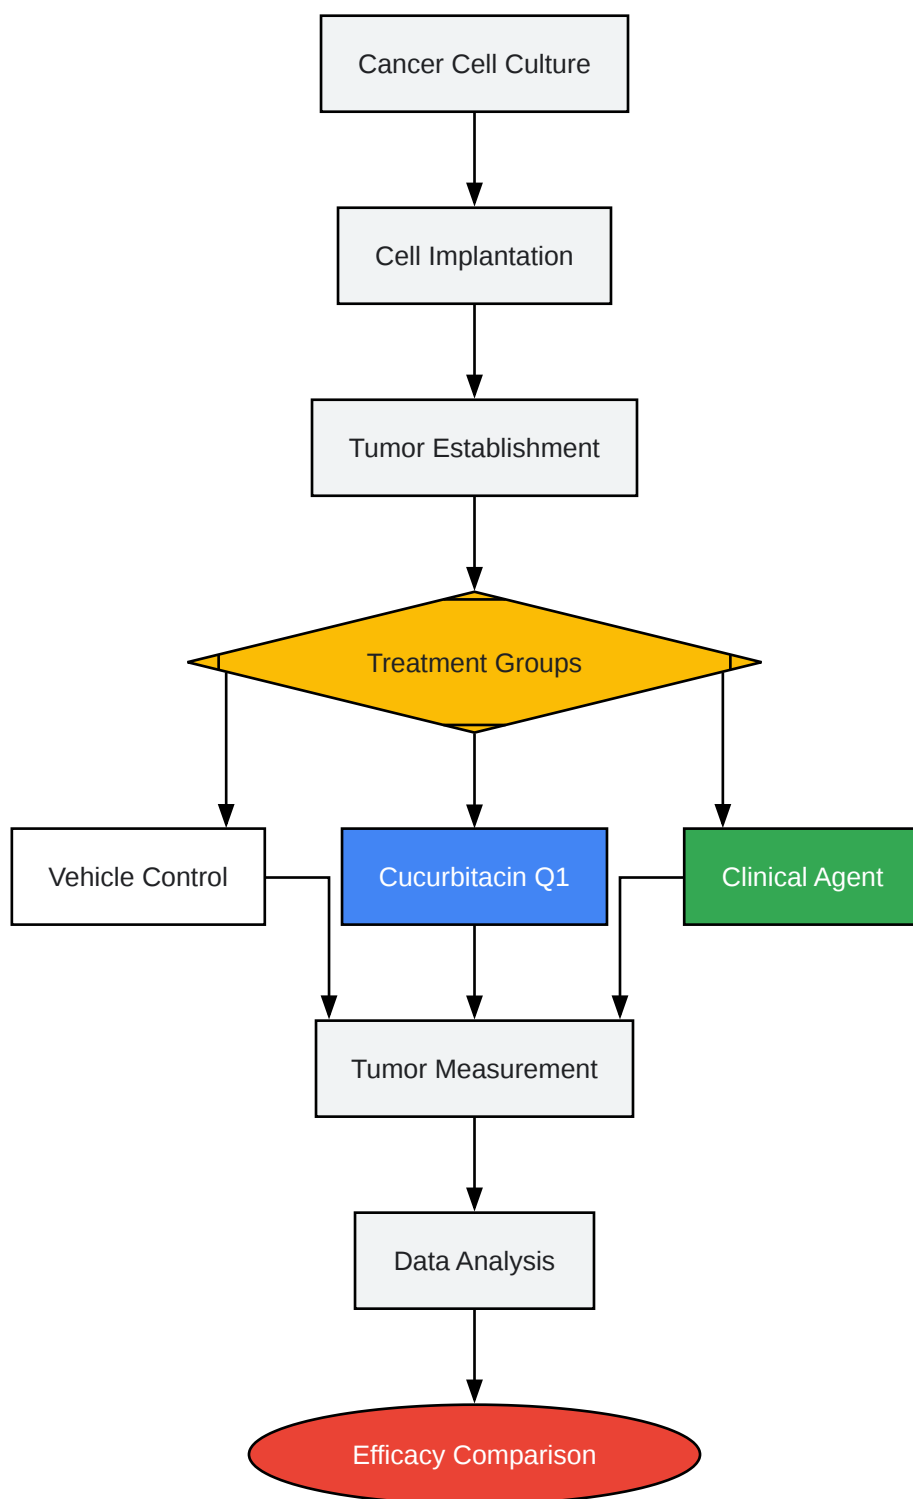 Cancer Cell Culture
Cell Implantation
Tumor Establishment
Treatment Groups
Vehicle Control
Cucurbitacin Q1
Clinical Agent
Tumor Measurement
Data Analysis
Efficacy Comparison